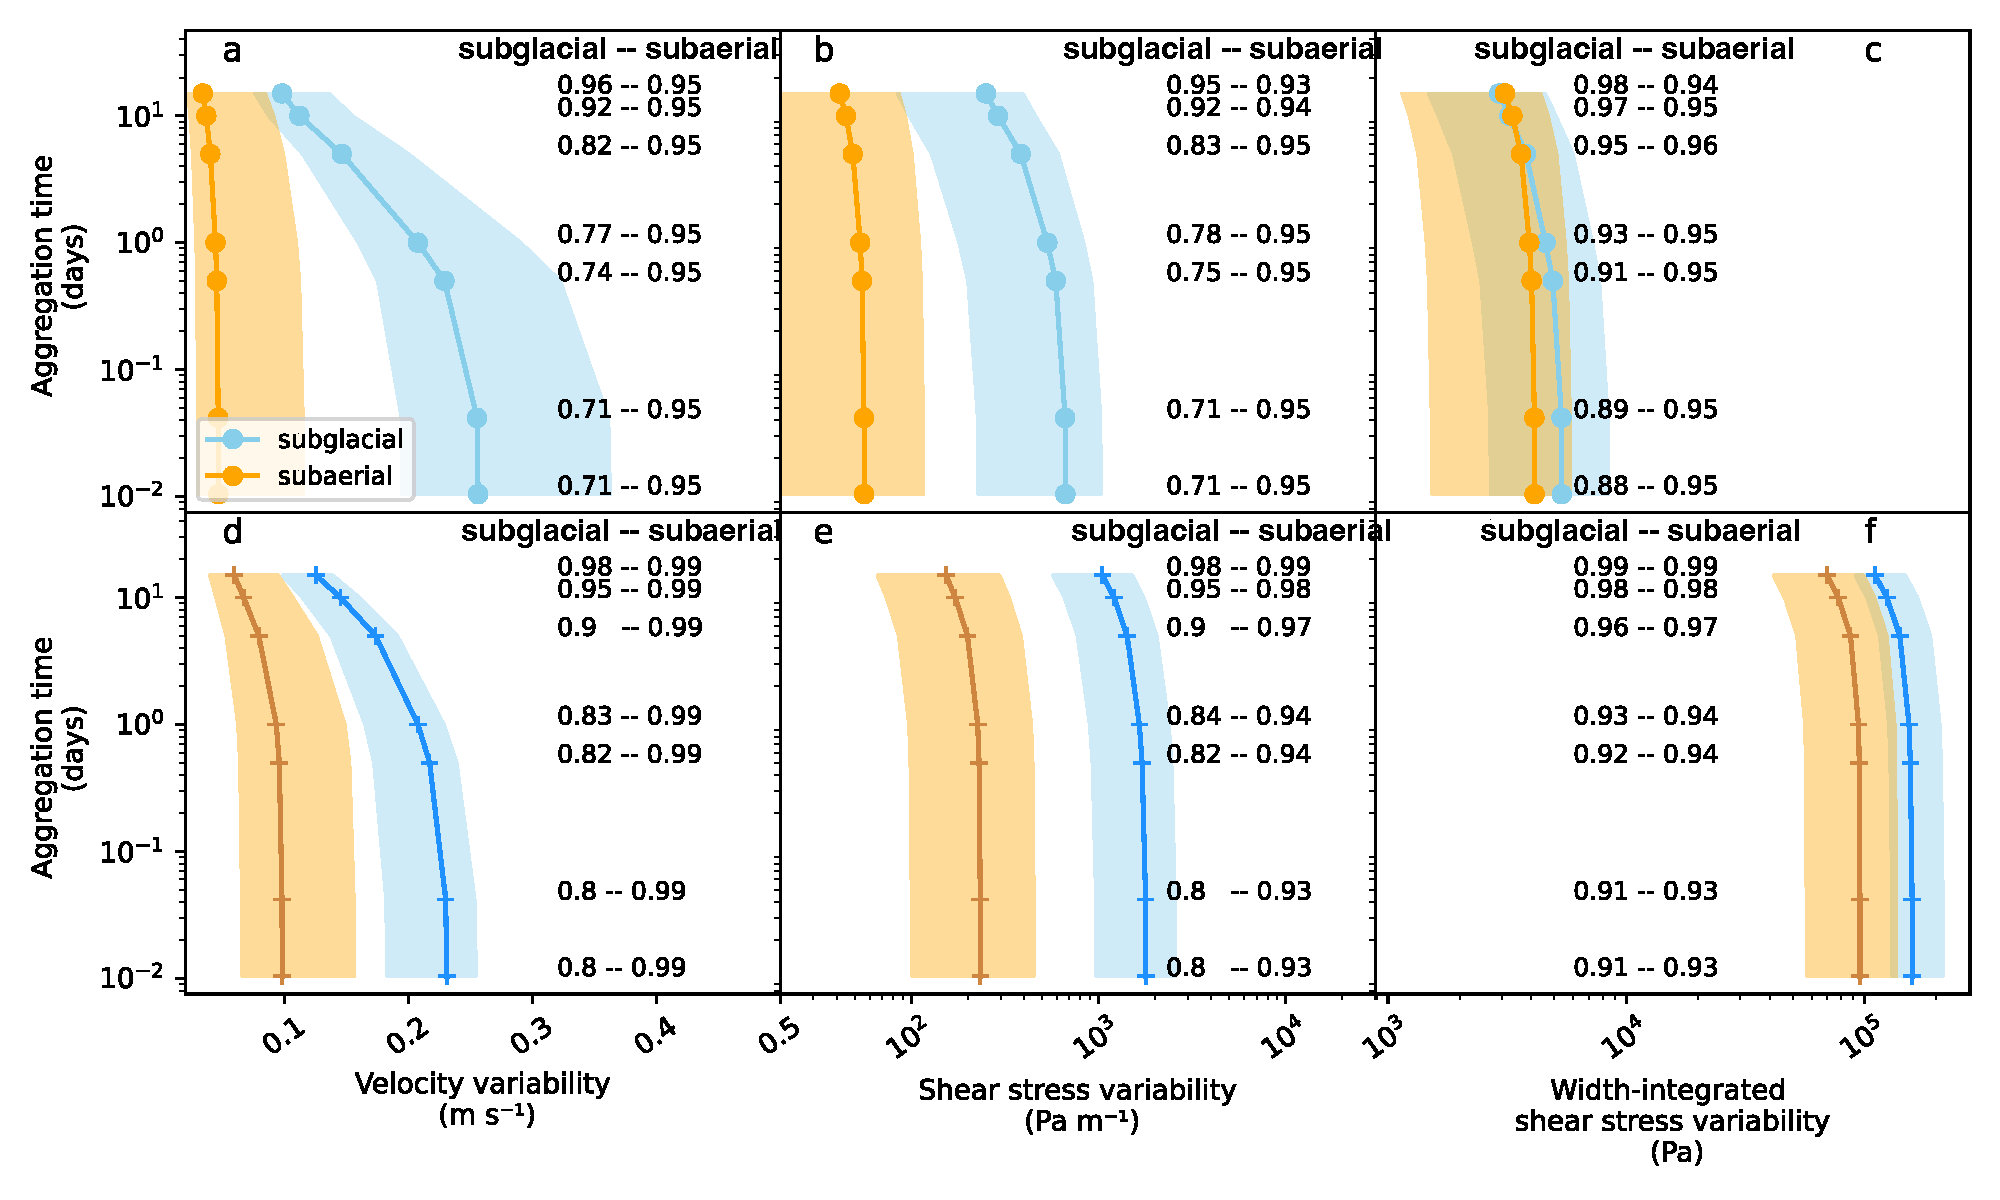 a
subglacial -- subaerial
0.96 -- 0.95
0.92 -- 0.95
0.82 -- 0.95
0.77 -- 0.95
0.74 -- 0.95
0.71 -- 0.95
0.71 -- 0.95
subglacial
subaerial
Aggregation time
(days)
10¹
10⁰
10⁻¹
10⁻²
b
subglacial -- subaerial
0.95 -- 0.93
0.92 -- 0.94
0.83 -- 0.95
0.78 -- 0.95
0.75 -- 0.95
0.71 -- 0.95
0.71 -- 0.95
subglacial -- subaerial
c
0.98 -- 0.94
0.97 -- 0.95
0.95 -- 0.96
0.93 -- 0.95
0.91 -- 0.95
0.89 -- 0.95
0.88 -- 0.95
d
subglacial -- subaerial
0.98 -- 0.99
0.95 -- 0.99
0.9 -- 0.99
0.83 -- 0.99
0.82 -- 0.99
0.8 -- 0.99
0.8 -- 0.99
Aggregation time
(days)
10¹
10⁰
10⁻¹
10⁻²
e
subglacial -- subaerial
0.98 -- 0.99
0.95 -- 0.98
0.9 -- 0.97
0.84 -- 0.94
0.82 -- 0.94
0.8 -- 0.93
0.8 -- 0.93
subglacial -- subaerial
f
0.99 -- 0.99
0.98 -- 0.98
0.96 -- 0.97
0.93 -- 0.94
0.92 -- 0.94
0.91 -- 0.93
0.91 -- 0.93
0.1 0.2 0.3 0.4 0.5
Velocity variability
(m s⁻¹)
10² 10³ 10⁴
Shear stress variability
(Pa m⁻¹)
10³ 10⁴ 10⁵
Width-integrated
shear stress variability
(Pa)